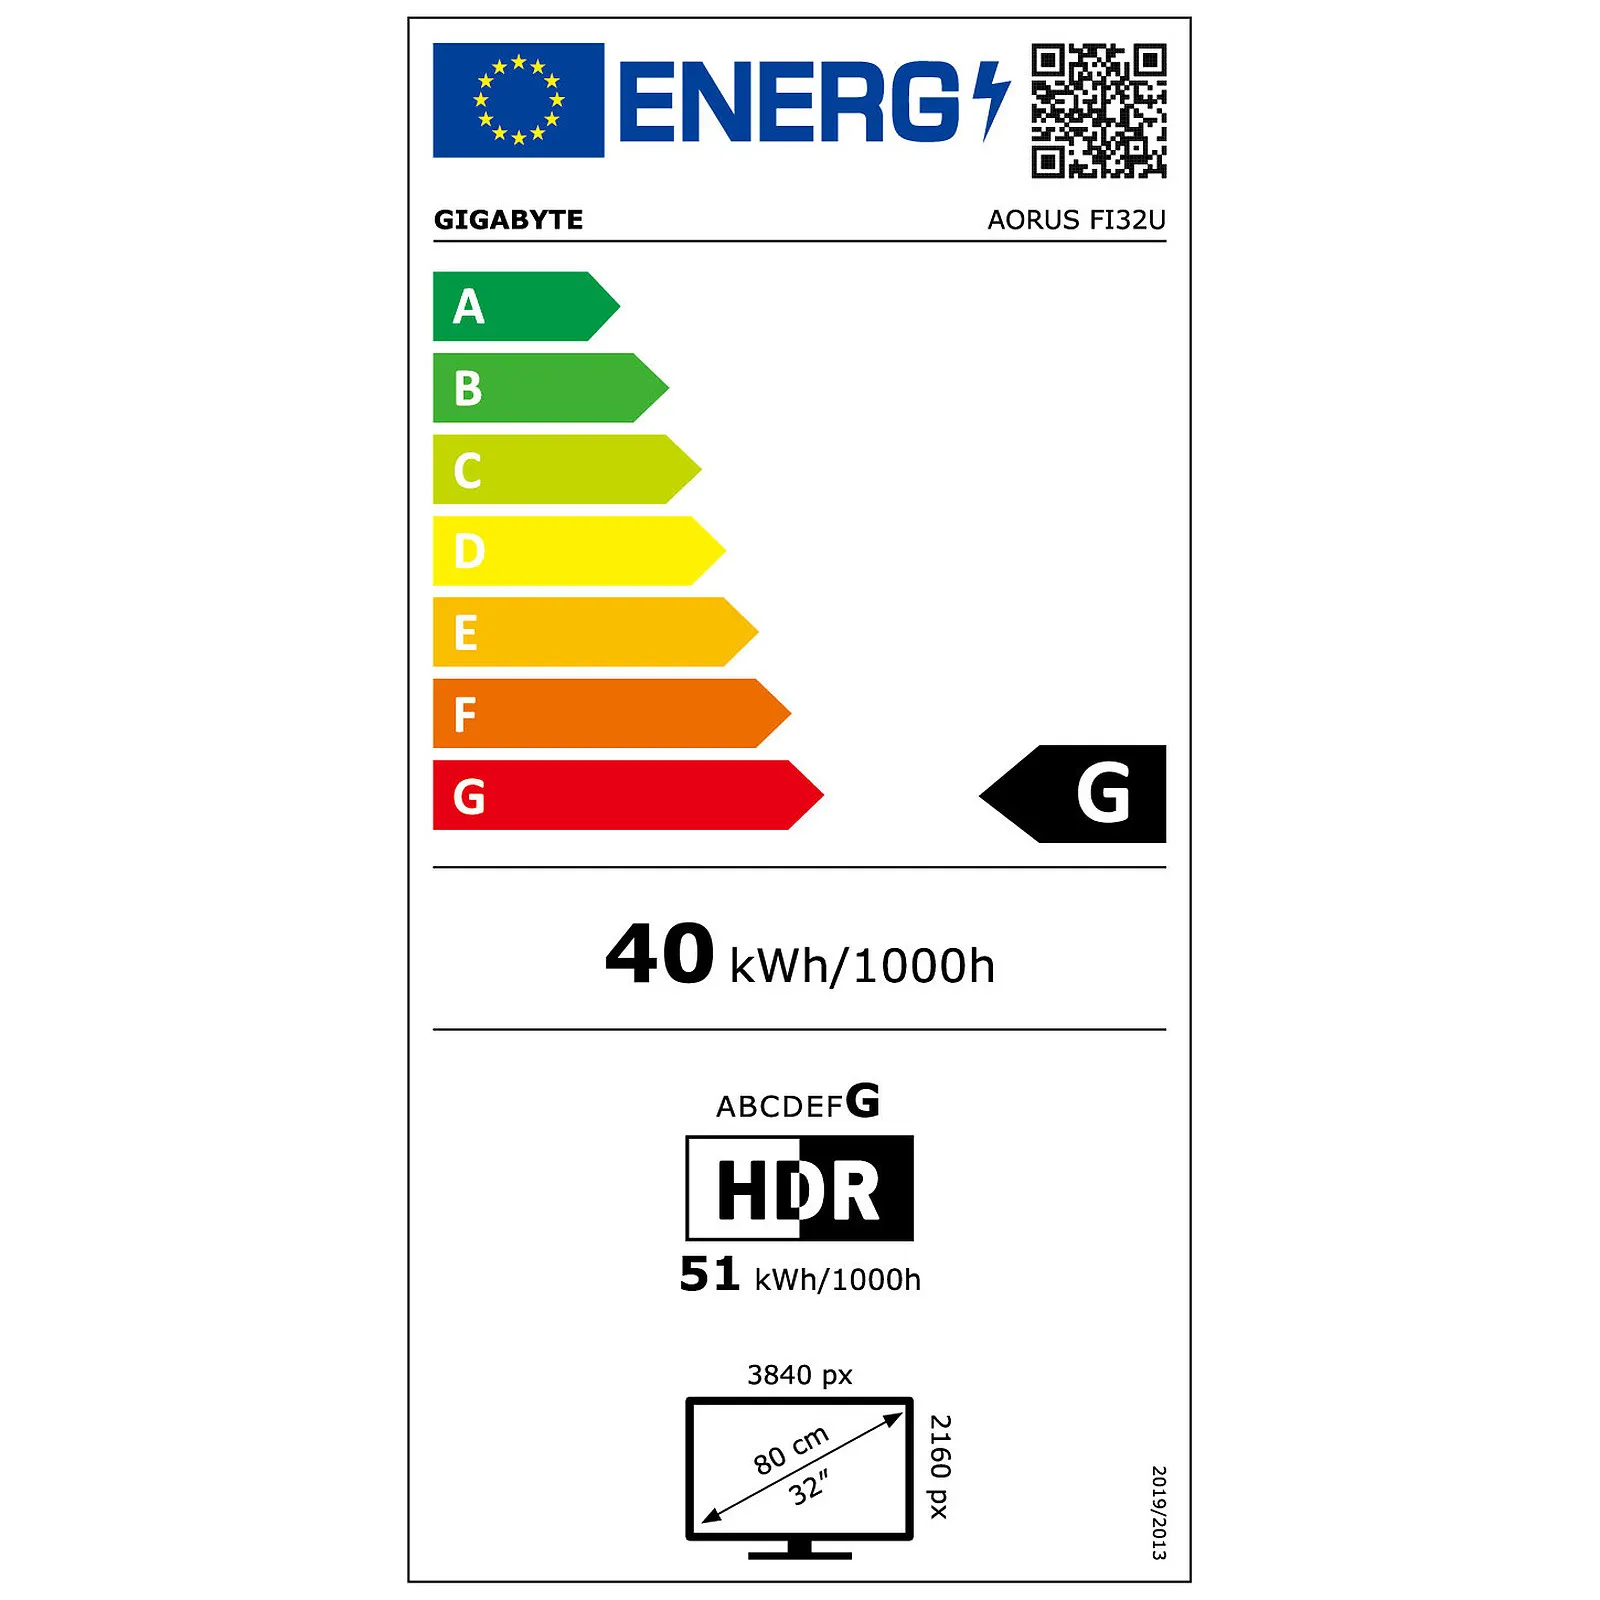 ENERG
GIGABYTE
AORUS FI32U
A
B
C
D
E
F
G
G
40 kWh/1000h
ABCDEFG
HDR
51 kWh/1000h
3840 px
80 cm
32"
2160 px
2019/2013